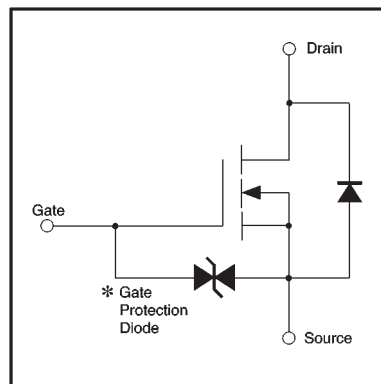 Drain
Gate
* Gate
Protection
Diode
Source